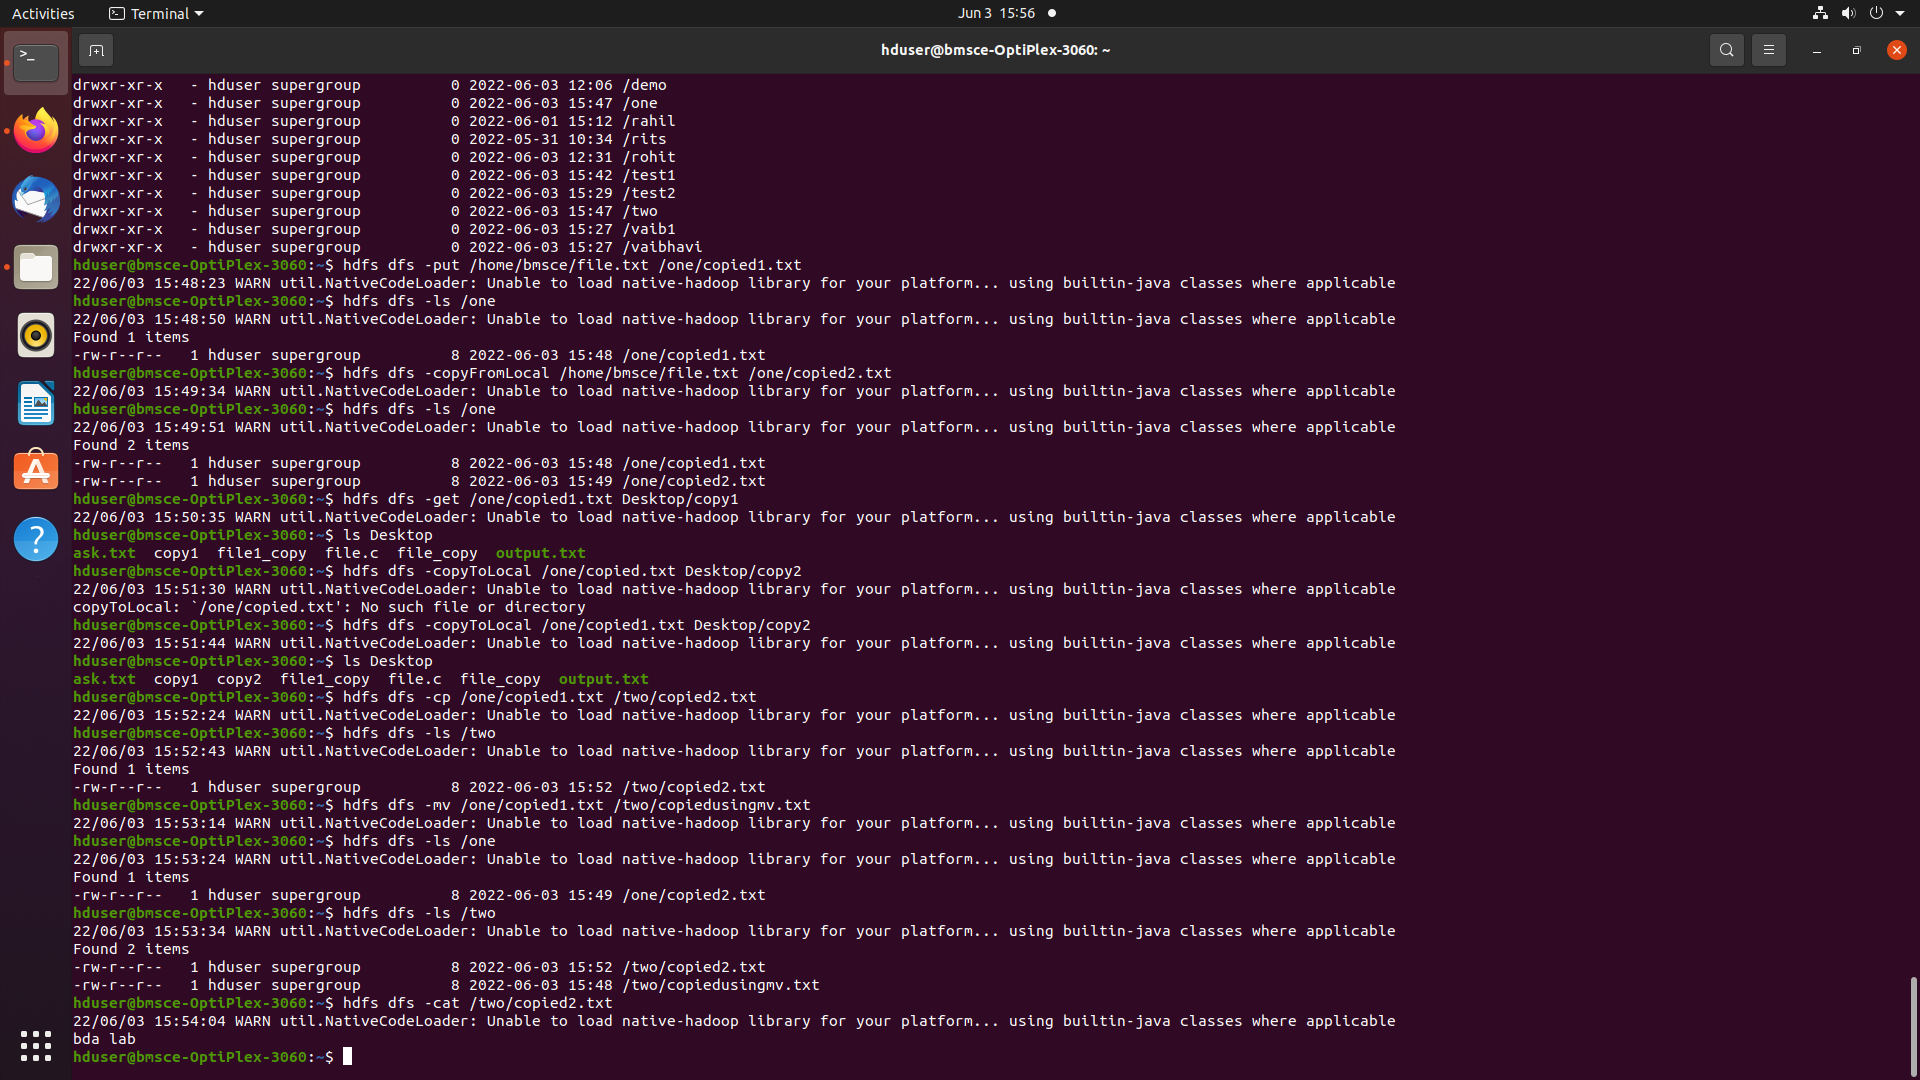 Activities
Terminal
Jun 3 15:56
hduser@bmsce-OptiPlex-3060: ~
drwxr-xr-x   - hduser supergroup          0 2022-06-03 12:06 /demo
drwxr-xr-x   - hduser supergroup          0 2022-06-03 15:47 /one
drwxr-xr-x   - hduser supergroup          0 2022-06-01 15:12 /rahil
drwxr-xr-x   - hduser supergroup          0 2022-05-31 10:34 /rits
drwxr-xr-x   - hduser supergroup          0 2022-06-03 12:31 /rohit
drwxr-xr-x   - hduser supergroup          0 2022-06-03 15:42 /test1
drwxr-xr-x   - hduser supergroup          0 2022-06-03 15:29 /test2
drwxr-xr-x   - hduser supergroup          0 2022-06-03 15:47 /two
drwxr-xr-x   - hduser supergroup          0 2022-06-03 15:27 /vaib1
drwxr-xr-x   - hduser supergroup          0 2022-06-03 15:27 /vaibhavi
hduser@bmsce-OptiPlex-3060:~$ hdfs dfs -put /home/bmsce/file.txt /one/copied1.txt
22/06/03 15:48:23 WARN util.NativeCodeLoader: Unable to load native-hadoop library for your platform... using builtin-java classes where applicable
hduser@bmsce-OptiPlex-3060:~$ hdfs dfs -ls /one
22/06/03 15:48:50 WARN util.NativeCodeLoader: Unable to load native-hadoop library for your platform... using builtin-java classes where applicable
Found 1 items
-rw-r--r--   1 hduser supergroup          8 2022-06-03 15:48 /one/copied1.txt
hduser@bmsce-OptiPlex-3060:~$ hdfs dfs -copyFromLocal /home/bmsce/file.txt /one/copied2.txt
22/06/03 15:49:34 WARN util.NativeCodeLoader: Unable to load native-hadoop library for your platform... using builtin-java classes where applicable
hduser@bmsce-OptiPlex-3060:~$ hdfs dfs -ls /one
22/06/03 15:49:51 WARN util.NativeCodeLoader: Unable to load native-hadoop library for your platform... using builtin-java classes where applicable
Found 2 items
-rw-r--r--   1 hduser supergroup          8 2022-06-03 15:48 /one/copied1.txt
-rw-r--r--   1 hduser supergroup          8 2022-06-03 15:49 /one/copied2.txt
hduser@bmsce-OptiPlex-3060:~$ hdfs dfs -get /one/copied1.txt Desktop/copy1
22/06/03 15:50:35 WARN util.NativeCodeLoader: Unable to load native-hadoop library for your platform... using builtin-java classes where applicable
hduser@bmsce-OptiPlex-3060:~$ ls Desktop
ask.txt  copy1  file1_copy  file.c  file_copy  output.txt
hduser@bmsce-OptiPlex-3060:~$ hdfs dfs -copyToLocal /one/copied.txt Desktop/copy2
22/06/03 15:51:30 WARN util.NativeCodeLoader: Unable to load native-hadoop library for your platform... using builtin-java classes where applicable
copyToLocal: `/one/copied.txt': No such file or directory
hduser@bmsce-OptiPlex-3060:~$ hdfs dfs -copyToLocal /one/copied1.txt Desktop/copy2
22/06/03 15:51:44 WARN util.NativeCodeLoader: Unable to load native-hadoop library for your platform... using builtin-java classes where applicable
hduser@bmsce-OptiPlex-3060:~$ ls Desktop
ask.txt  copy1  copy2  file1_copy  file.c  file_copy  output.txt
hduser@bmsce-OptiPlex-3060:~$ hdfs dfs -cp /one/copied1.txt /two/copied2.txt
22/06/03 15:52:24 WARN util.NativeCodeLoader: Unable to load native-hadoop library for your platform... using builtin-java classes where applicable
hduser@bmsce-OptiPlex-3060:~$ hdfs dfs -ls /two
22/06/03 15:52:43 WARN util.NativeCodeLoader: Unable to load native-hadoop library for your platform... using builtin-java classes where applicable
Found 1 items
-rw-r--r--   1 hduser supergroup          8 2022-06-03 15:52 /two/copied2.txt
hduser@bmsce-OptiPlex-3060:~$ hdfs dfs -mv /one/copied1.txt /two/copiedusingmv.txt
22/06/03 15:53:14 WARN util.NativeCodeLoader: Unable to load native-hadoop library for your platform... using builtin-java classes where applicable
hduser@bmsce-OptiPlex-3060:~$ hdfs dfs -ls /one
22/06/03 15:53:24 WARN util.NativeCodeLoader: Unable to load native-hadoop library for your platform... using builtin-java classes where applicable
Found 1 items
-rw-r--r--   1 hduser supergroup          8 2022-06-03 15:49 /one/copied2.txt
hduser@bmsce-OptiPlex-3060:~$ hdfs dfs -ls /two
22/06/03 15:53:34 WARN util.NativeCodeLoader: Unable to load native-hadoop library for your platform... using builtin-java classes where applicable
Found 2 items
-rw-r--r--   1 hduser supergroup          8 2022-06-03 15:52 /two/copied2.txt
-rw-r--r--   1 hduser supergroup          8 2022-06-03 15:48 /two/copiedusingmv.txt
hduser@bmsce-OptiPlex-3060:~$ hdfs dfs -cat /two/copied2.txt
22/06/03 15:54:04 WARN util.NativeCodeLoader: Unable to load native-hadoop library for your platform... using builtin-java classes where applicable
bda lab
hduser@bmsce-OptiPlex-3060:~$